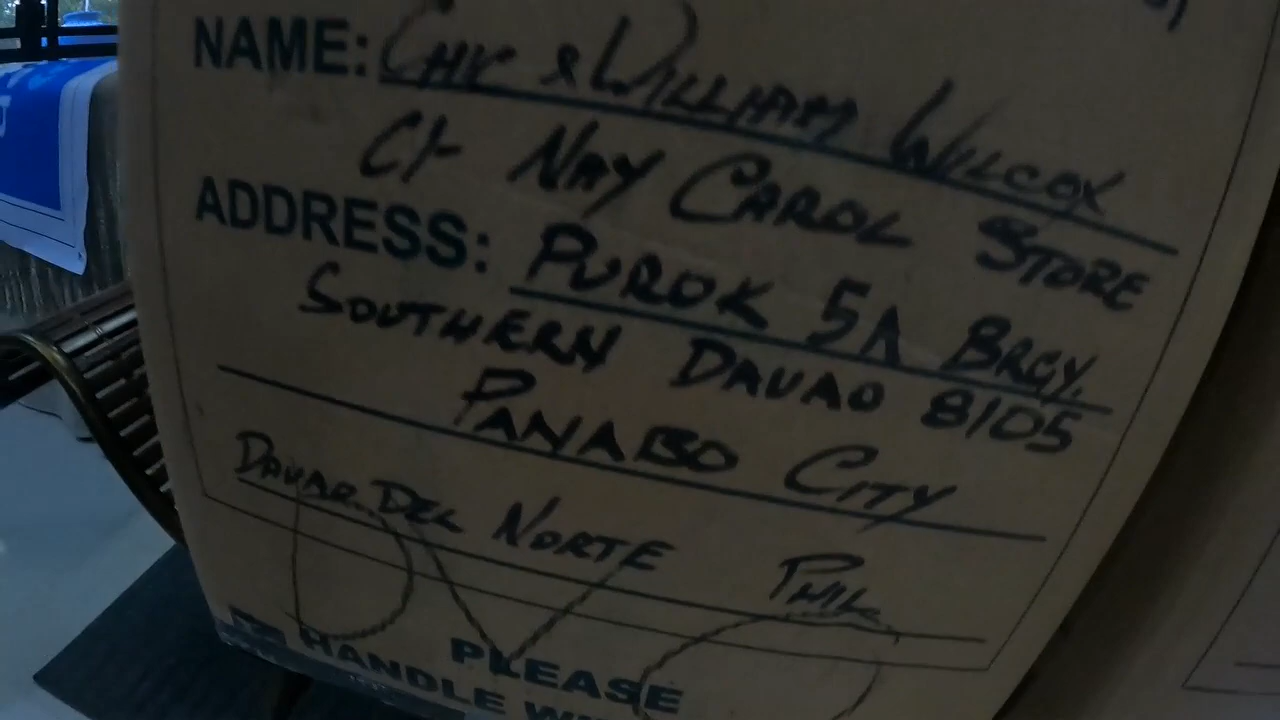 NAME: CHY & WILLIAM WILCOX
C/- NAY CAROL STORE
ADDRESS: PUROK 5A BRGY.
SOUTHERN DAVAO 8105
PANABO CITY
DAVAO DEL NORTE PHIL
PLEASE
HANDLE